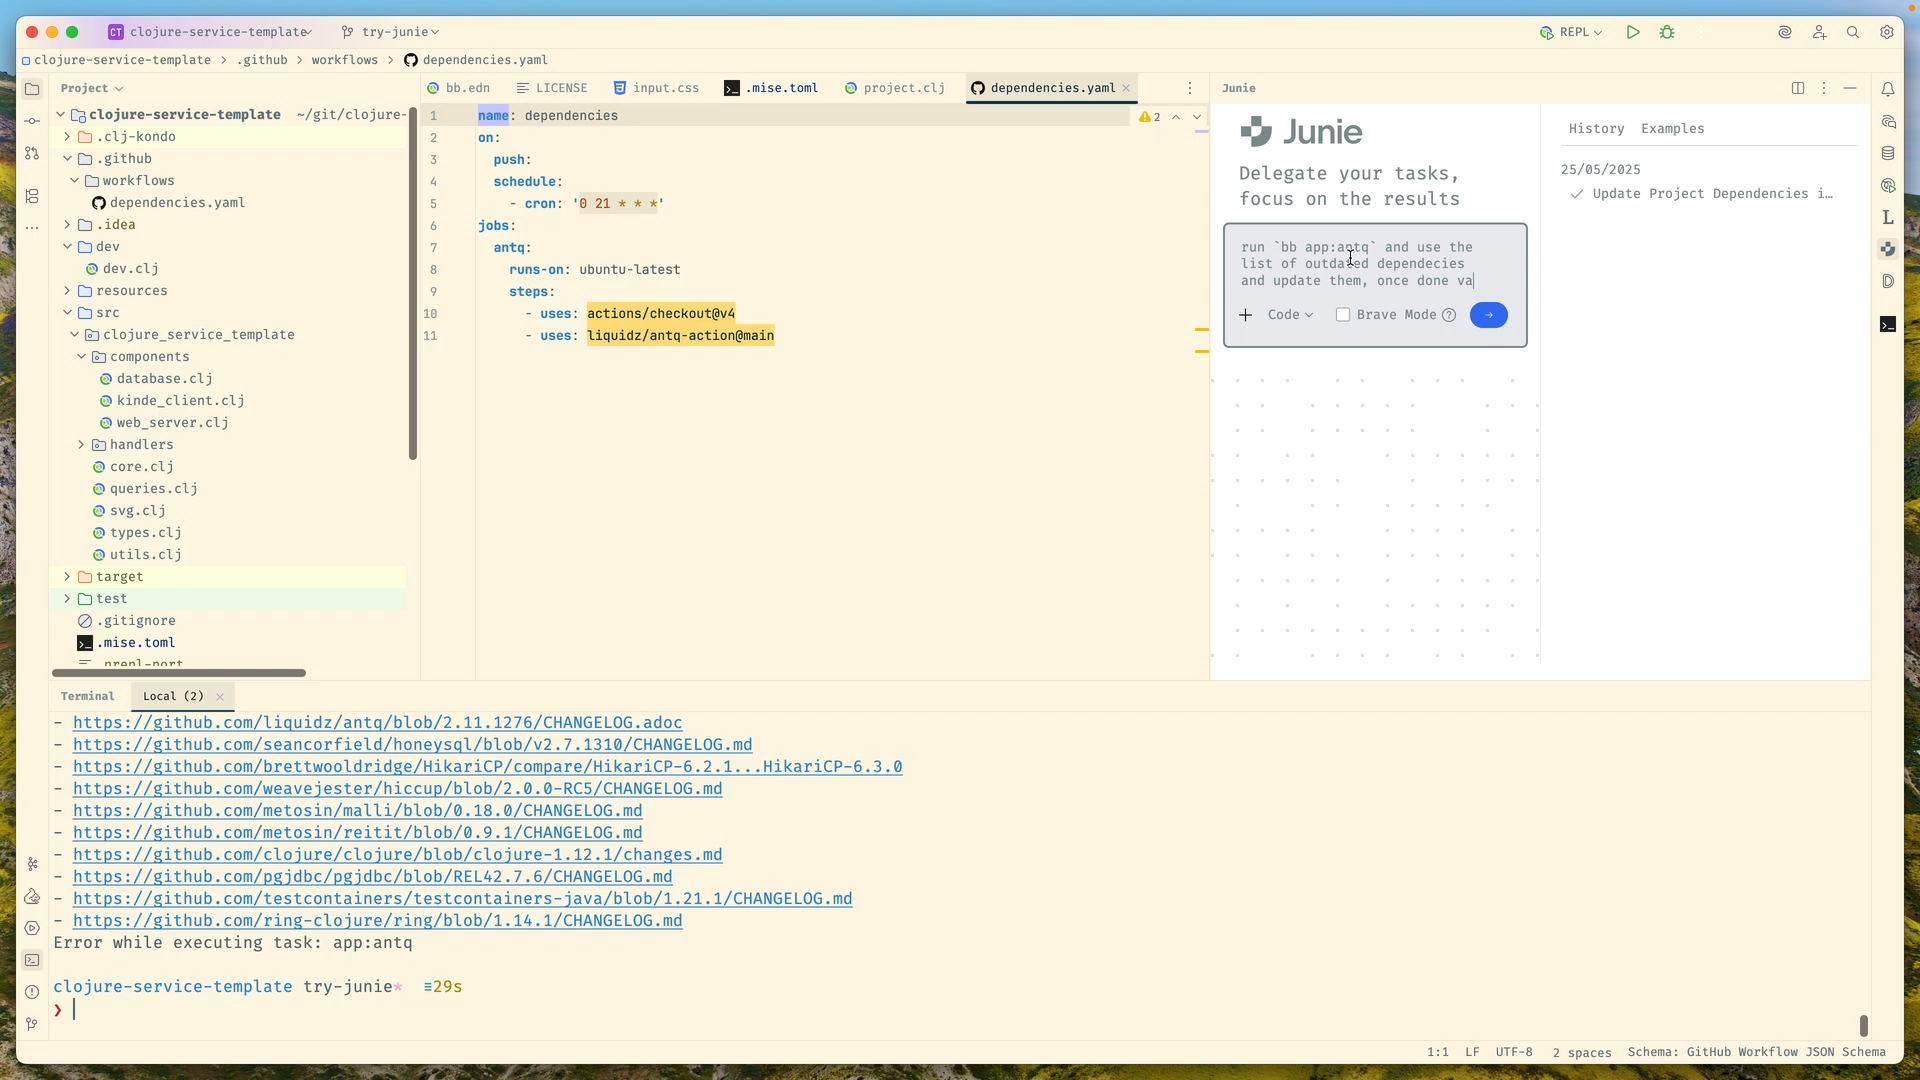 CT clojure-service-template
try-junie
REPL
clojure-service-template > .github > workflows > dependencies.yaml
Project
bb.edn
LICENSE
input.css
.mise.toml
project.clj
dependencies.yaml
Junie
clojure-service-template ~/git/clojure-
.clj-kondo
.github
workflows
dependencies.yaml
.idea
dev
dev.clj
resources
src
clojure_service_template
components
database.clj
kinde_client.clj
web_server.clj
handlers
core.clj
queries.clj
svg.clj
types.clj
utils.clj
target
test
.gitignore
.mise.toml
.nrepl-port
1 name: dependencies
2 on:
3 push:
4 schedule:
5 - cron: '0 21 * * *'
6 jobs:
7 antq:
8 runs-on: ubuntu-latest
9 steps:
10 - uses: actions/checkout@v4
11 - uses: liquidz/antq-action@main
2
Junie
Delegate your tasks,
focus on the results
run `bb app:antq` and use the
list of outdated dependecies
and update them, once done va
Code
Brave Mode
History
Examples
25/05/2025
Update Project Dependencies i…
L
D
Terminal
Local (2)
- https://github.com/liquidz/antq/blob/2.11.1276/CHANGELOG.adoc
- https://github.com/seancorfield/honeysql/blob/v2.7.1310/CHANGELOG.md
- https://github.com/brettwooldridge/HikariCP/compare/HikariCP-6.2.1...HikariCP-6.3.0
- https://github.com/weavejester/hiccup/blob/2.0.0-RC5/CHANGELOG.md
- https://github.com/metosin/malli/blob/0.18.0/CHANGELOG.md
- https://github.com/metosin/reitit/blob/0.9.1/CHANGELOG.md
- https://github.com/clojure/clojure/blob/clojure-1.12.1/changes.md
- https://github.com/pgjdbc/pgjdbc/blob/REL42.7.6/CHANGELOG.md
- https://github.com/testcontainers/testcontainers-java/blob/1.21.1/CHANGELOG.md
- https://github.com/ring-clojure/ring/blob/1.14.1/CHANGELOG.md
Error while executing task: app:antq
clojure-service-template try-junie* ≡29s
❯
1:1 LF UTF-8 2 spaces Schema: GitHub Workflow JSON Schema